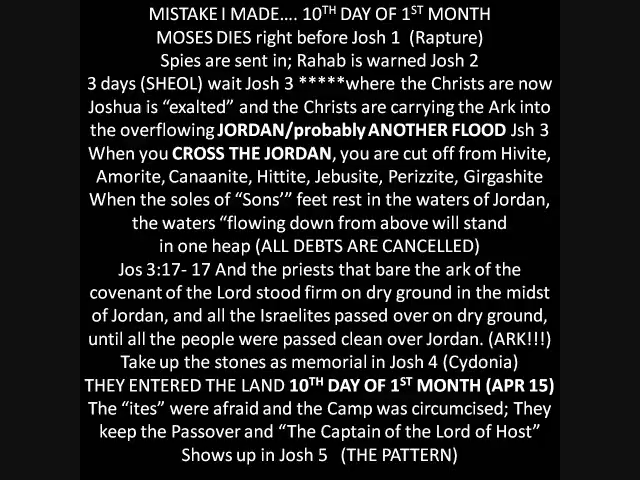 MISTAKE I MADE…. 10TH DAY OF 1ST MONTH
MOSES DIES right before Josh 1  (Rapture)
Spies are sent in; Rahab is warned Josh 2
3 days (SHEOL) wait Josh 3 *****where the Christs are now
Joshua is “exalted” and the Christs are carrying the Ark into
the overflowing JORDAN/probably ANOTHER FLOOD Jsh 3
When you CROSS THE JORDAN, you are cut off from Hivite,
Amorite, Canaanite, Hittite, Jebusite, Perizzite, Girgashite
When the soles of “Sons’” feet rest in the waters of Jordan,
the waters “flowing down from above will stand
in one heap (ALL DEBTS ARE CANCELLED)
Jos 3:17- 17 And the priests that bare the ark of the
covenant of the Lord stood firm on dry ground in the midst
of Jordan, and all the Israelites passed over on dry ground,
until all the people were passed clean over Jordan. (ARK!!!)
Take up the stones as memorial in Josh 4 (Cydonia)
THEY ENTERED THE LAND 10TH DAY OF 1ST MONTH (APR 15)
The “ites” were afraid and the Camp was circumcised; They
keep the Passover and “The Captain of the Lord of Host”
Shows up in Josh 5   (THE PATTERN)